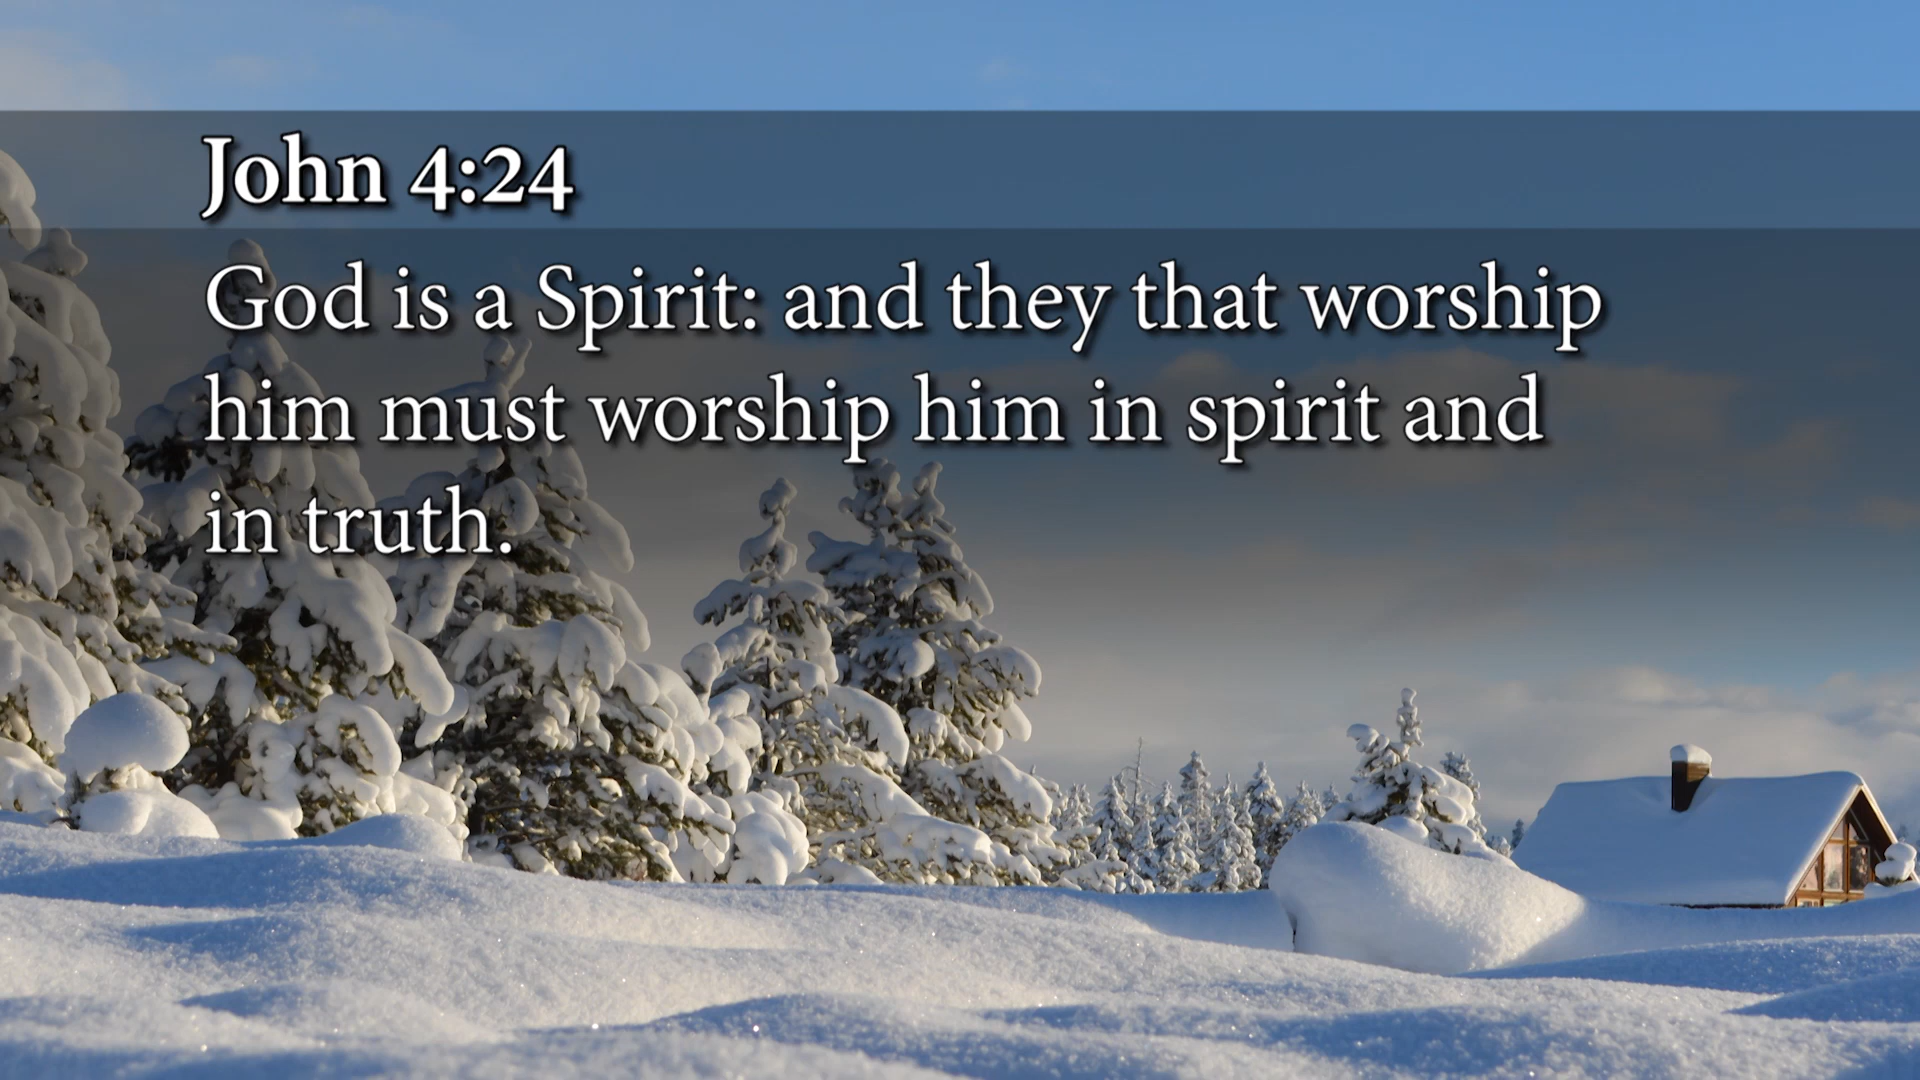 John 4:24
God is a Spirit: and they that worship
him must worship him in spirit and
in truth.